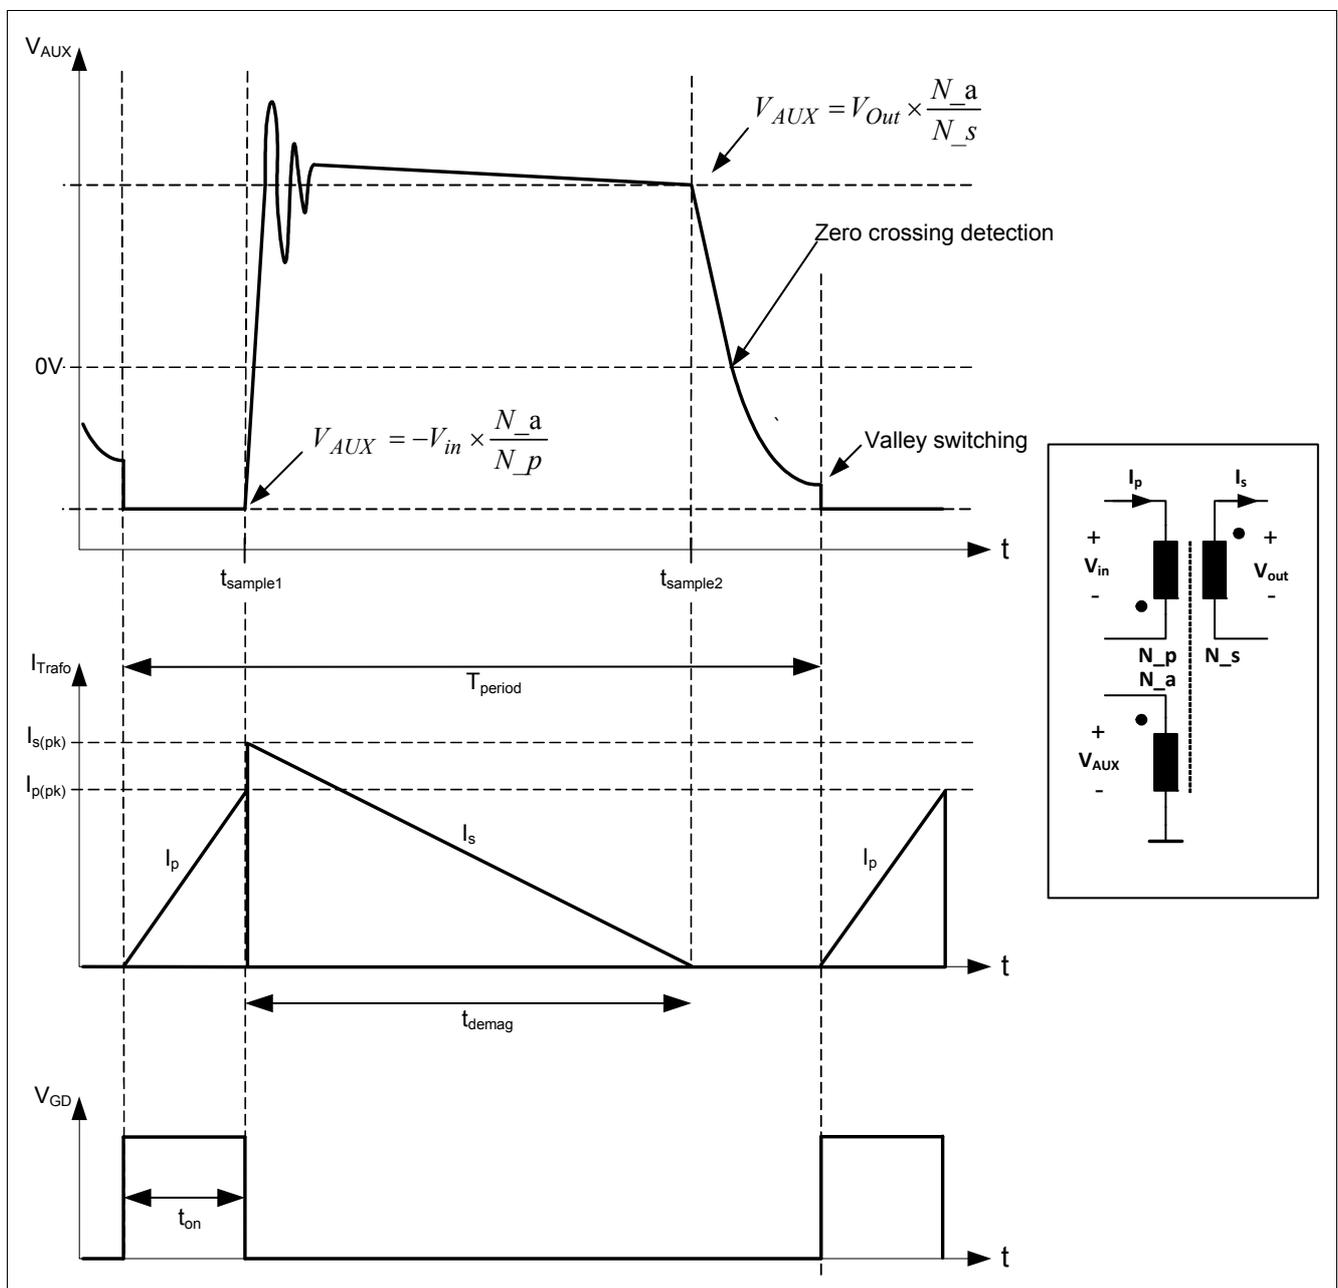 V_AUX
V_AUX = V_Out × N_a / N_s
Zero crossing detection
0V
V_AUX = −V_in × N_a / N_p
Valley switching
t
t_sample1
t_sample2
I_Trafo
T_period
I_s(pk)
I_p(pk)
I_p
I_s
I_p
t
t_demag
V_GD
t_on
t
I_p
I_s
+
V_in
-
+
V_out
-
N_p
N_s
N_a
+
V_AUX
-